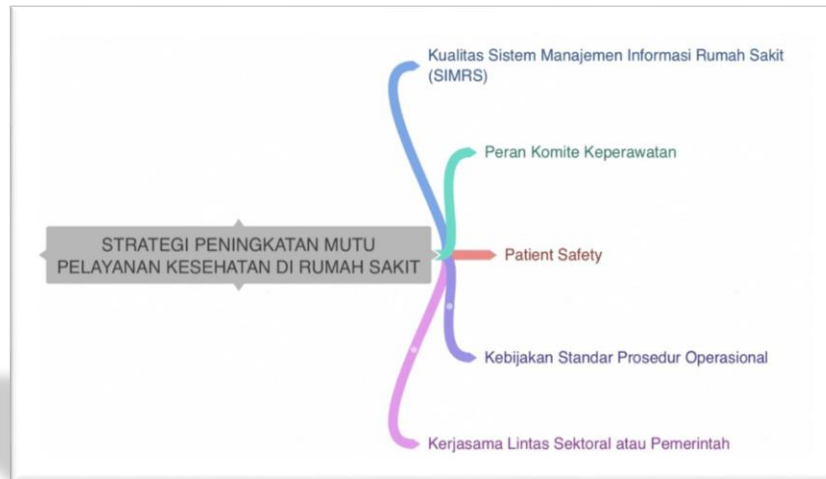 Kualitas Sistem Manajemen Informasi Rumah Sakit
(SIMRS)
Peran Komite Keperawatan
STRATEGI PENINGKATAN MUTU
PELAYANAN KESEHATAN DI RUMAH SAKIT
Patient Safety
Kebijakan Standar Prosedur Operasional
Kerjasama Lintas Sektoral atau Pemerintah